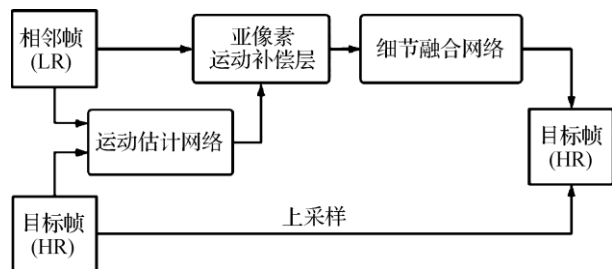 相邻帧
(LR)
亚像素
运动补偿层
细节融合网络
运动估计网络
目标帧
(HR)
目标帧
(HR)
上采样